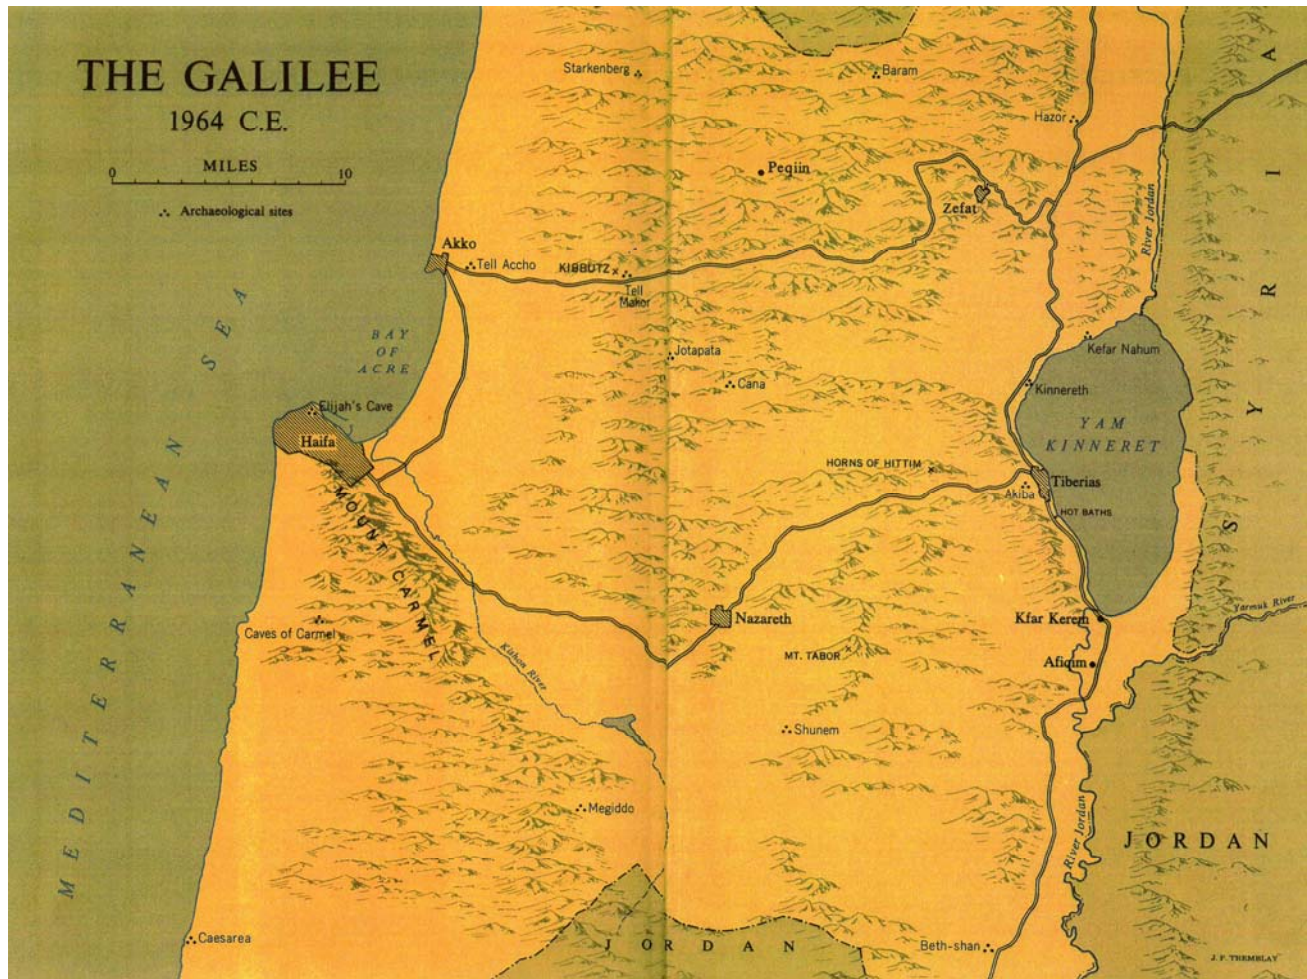 THE GALILEE
1964 C.E.
MILES
0 10
Archaeological sites
Starkenberg
Baram
Hazor
Peqiin
Zefat
River Jordan
SYRIA
Akko
Tell Accho
KIBBUTZ
Tell
Makor
BAY
OF
ACRE
MEDITERRANEAN SEA
Jotapata
Cana
Kefar Nahum
Kinnereth
YAM
KINNERET
Elijah's Cave
Haifa
MOUNT CARMEL
HORNS OF HITTIM
Akiba
Tiberias
HOT BATHS
Caves of Carmel
Kishon River
Nazareth
MT. TABOR
Kfar Kerem
Afiqim
Yarmuk River
Shunem
Megiddo
River Jordan
JORDAN
Caesarea
JORDAN
Beth-shan
J. P. TREMBLAY